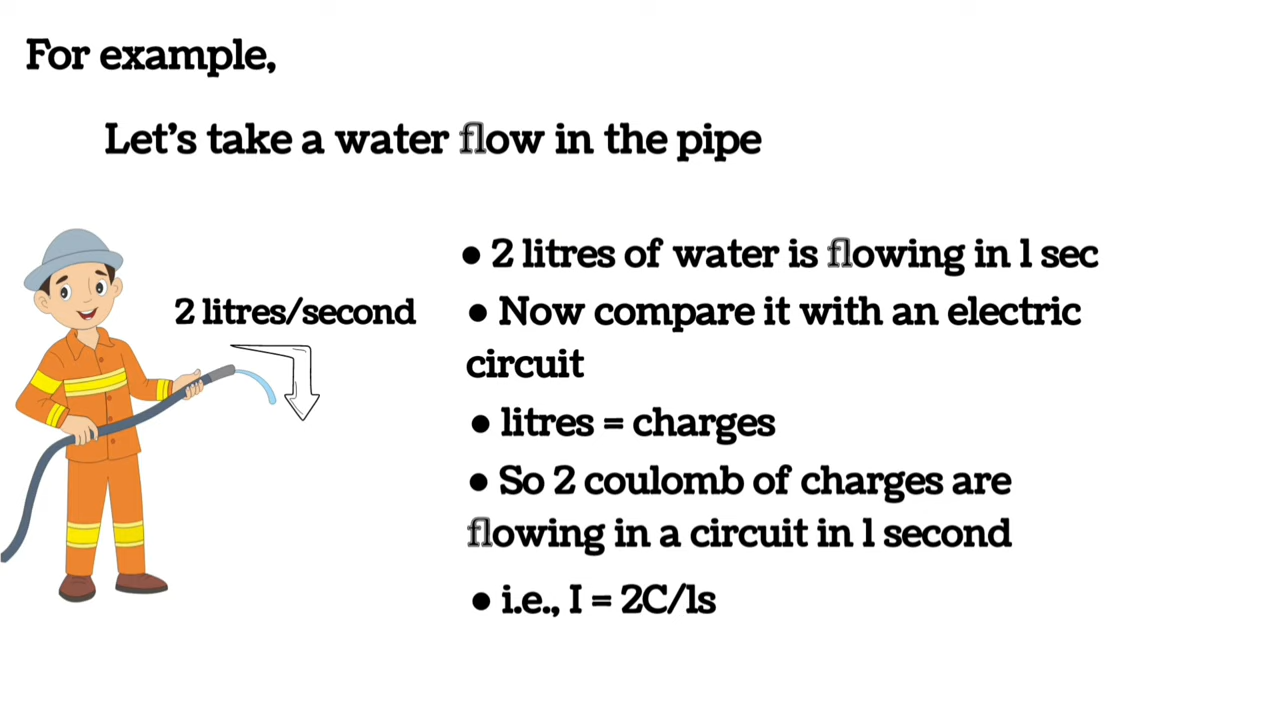 For example,
Let's take a water flow in the pipe
2 litres/second
● 2 litres of water is flowing in 1 sec
● Now compare it with an electric
circuit
● litres = charges
● So 2 coulomb of charges are
flowing in a circuit in 1 second
● i.e., I = 2C/1s